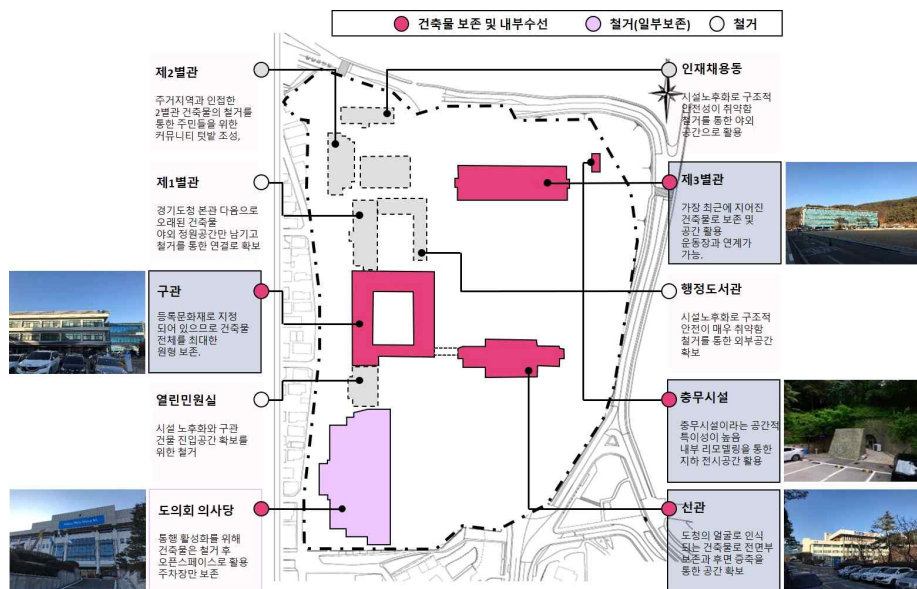 건축물 보존 및 내부수선
철거(일부보존)
철거
제2별관
주거지역과 인접한
2별관 건축물의 철거를
통한 주민들을 위한
커뮤니티 텃밭 조성,
제1별관
경기도청 본관 다음으로
오래된 건축물
야외 정원공간만 남기고
철거를 통한 연결로 확보
구관
등록문화재로 지정
되어 있으므로 건축물
전체를 최대한
원형 보존.
열린민원실
시설 노후화와 구관
건물 진입공간 확보를
위한 철거
도의회 의사당
통행 활성화를 위해
건축물은 철거 후
오픈스페이스로 활용
주차장만 보존
인재채용동
시설노후화로 구조적
안전성이 취약함
철거를 통한 야외
공간으로 활용
제3별관
가장 최근에 지어진
건축물로 보존 및
공간 활용
운동장과 연계가
가능.
행정도서관
시설노후화로 구조적
안전이 매우 취약함
철거를 통한 외부공간
확보
충무시설
충무시설이라는 공간적
특이성이 높음
내부 리모델링을 통한
지하 전시공간 활용
신관
도청의 얼굴로 인식
되는 건축물로 전면부
보존과 후면 증축을
통한 공간 확보